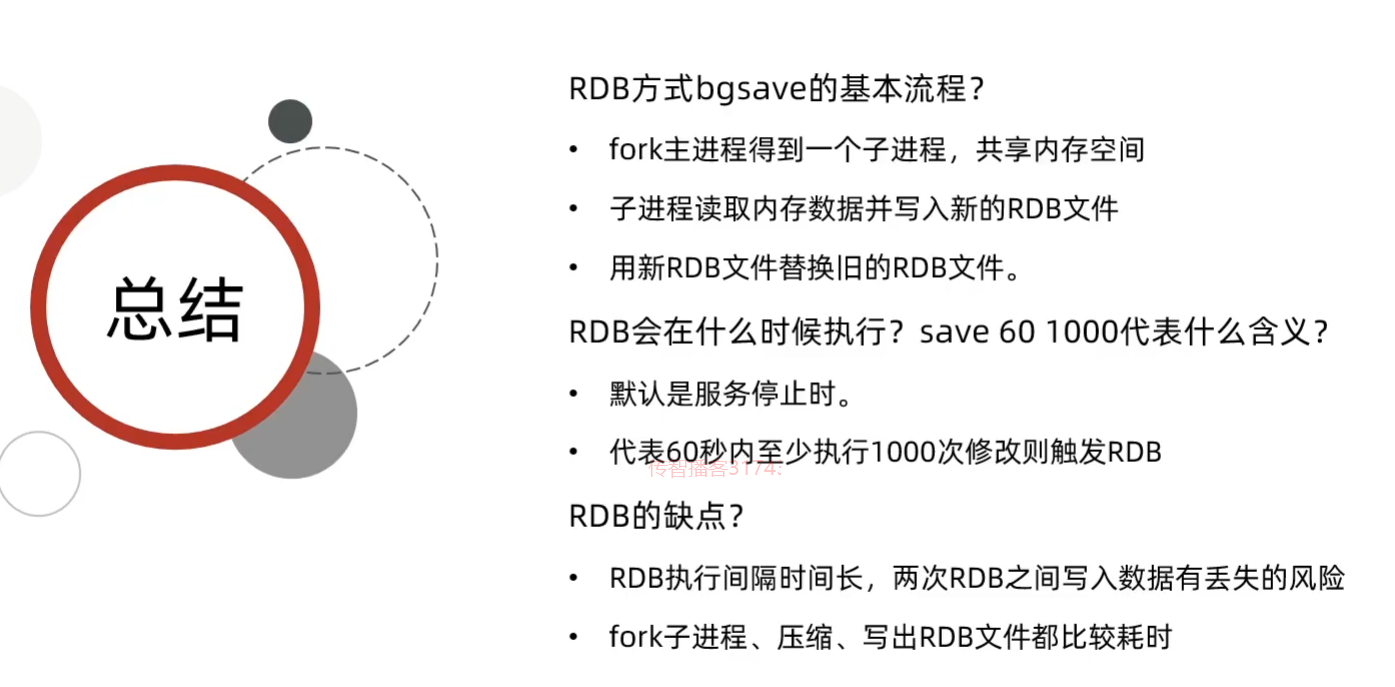 总结
RDB方式bgsave的基本流程？
• fork主进程得到一个子进程，共享内存空间
• 子进程读取内存数据并写入新的RDB文件
• 用新RDB文件替换旧的RDB文件。
RDB会在什么时候执行？save 60 1000代表什么含义？
• 默认是服务停止时。
• 代表60秒内至少执行1000次修改则触发RDB
传智播客3174
RDB的缺点？
• RDB执行间隔时间长，两次RDB之间写入数据有丢失的风险
• fork子进程、压缩、写出RDB文件都比较耗时